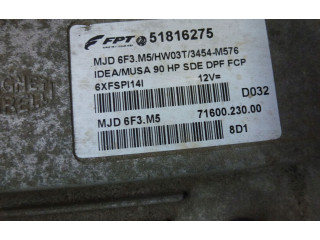 FPT 51816275
MJD 6F3.M5/HW03T/3454-M576
IDEA/MUSA 90 HP SDE DPF FCP
6XFSPI14I 12V= D032
MJD 6F3.M5 71600.230.00
8D1